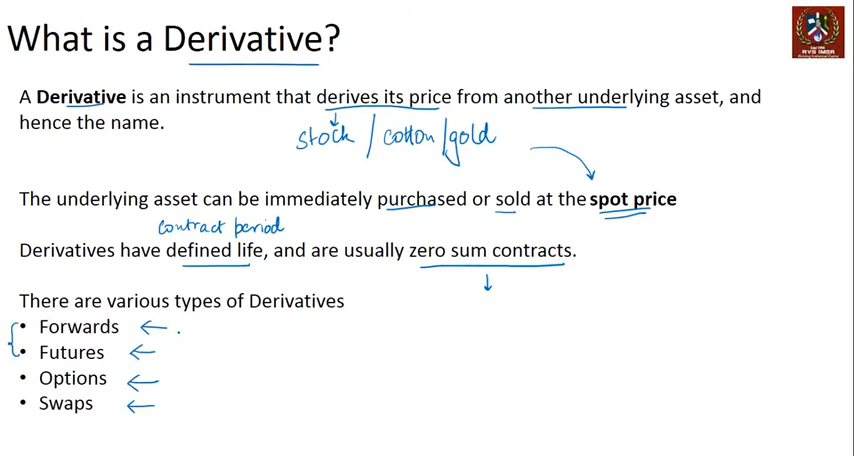 What is a Derivative?
RVS IMSR
A Derivative is an instrument that derives its price from another underlying asset, and
hence the name.
stock / cotton / gold
The underlying asset can be immediately purchased or sold at the spot price
contract period
Derivatives have defined life, and are usually zero sum contracts.
There are various types of Derivatives
• Forwards
• Futures
• Options
• Swaps